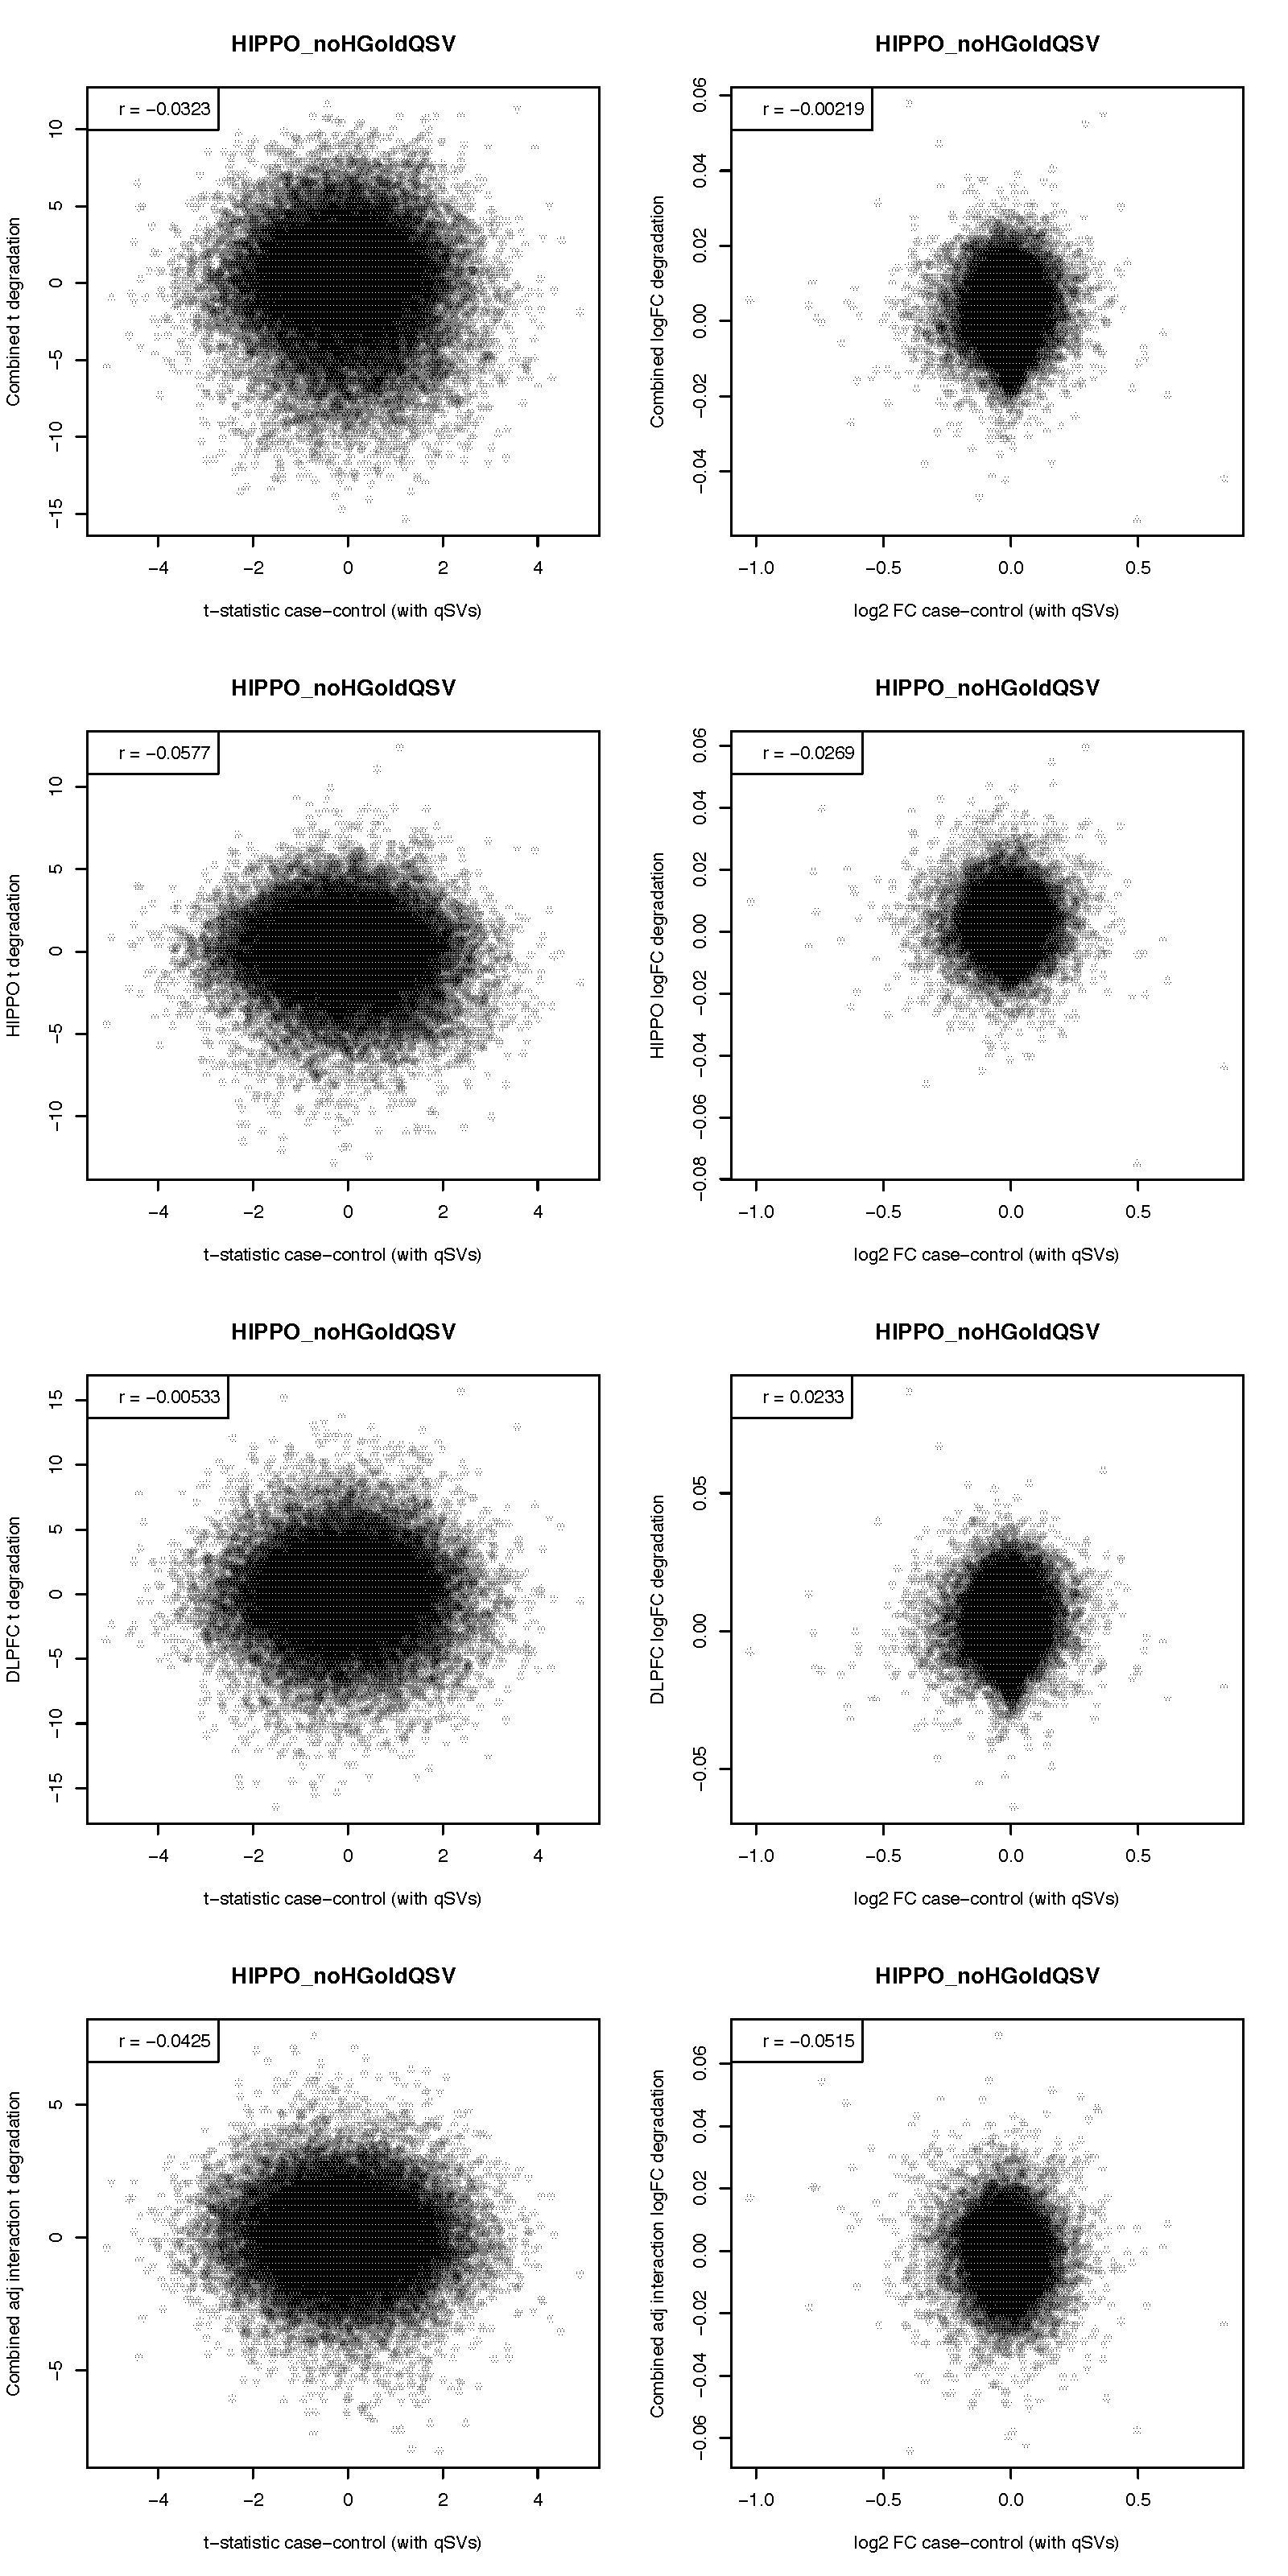 HIPPO_noHGoldQSV
r = −0.0323
Combined t degradation
−15
−10
−5
0
5
10
−4
−2
0
2
4
t−statistic case−control (with qSVs)
HIPPO_noHGoldQSV
r = −0.00219
Combined logFC degradation
−0.04
−0.02
0.00
0.02
0.04
0.06
−1.0
−0.5
0.0
0.5
log2 FC case−control (with qSVs)
HIPPO_noHGoldQSV
r = −0.0577
HIPPO t degradation
−10
−5
0
5
10
−4
−2
0
2
4
t−statistic case−control (with qSVs)
HIPPO_noHGoldQSV
r = −0.0269
HIPPO logFC degradation
−0.08
−0.06
−0.04
−0.02
0.00
0.02
0.04
0.06
−1.0
−0.5
0.0
0.5
log2 FC case−control (with qSVs)
HIPPO_noHGoldQSV
r = −0.00533
DLPFC t degradation
−15
−10
−5
0
5
10
15
−4
−2
0
2
4
t−statistic case−control (with qSVs)
HIPPO_noHGoldQSV
r = 0.0233
DLPFC logFC degradation
−0.05
0.00
0.05
−1.0
−0.5
0.0
0.5
log2 FC case−control (with qSVs)
HIPPO_noHGoldQSV
r = −0.0425
Combined adj interaction t degradation
−5
0
5
−4
−2
0
2
4
t−statistic case−control (with qSVs)
HIPPO_noHGoldQSV
r = −0.0515
Combined adj interaction logFC degradation
−0.06
−0.04
−0.02
0.00
0.02
0.04
0.06
−1.0
−0.5
0.0
0.5
log2 FC case−control (with qSVs)